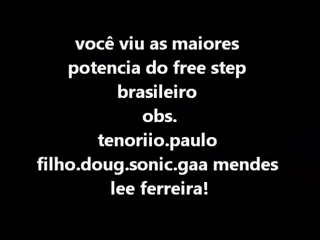 você viu as maiores
potencia do free step
brasileiro
obs.
tenoriio.paulo
filho.doug.sonic.gaa mendes
lee ferreira!